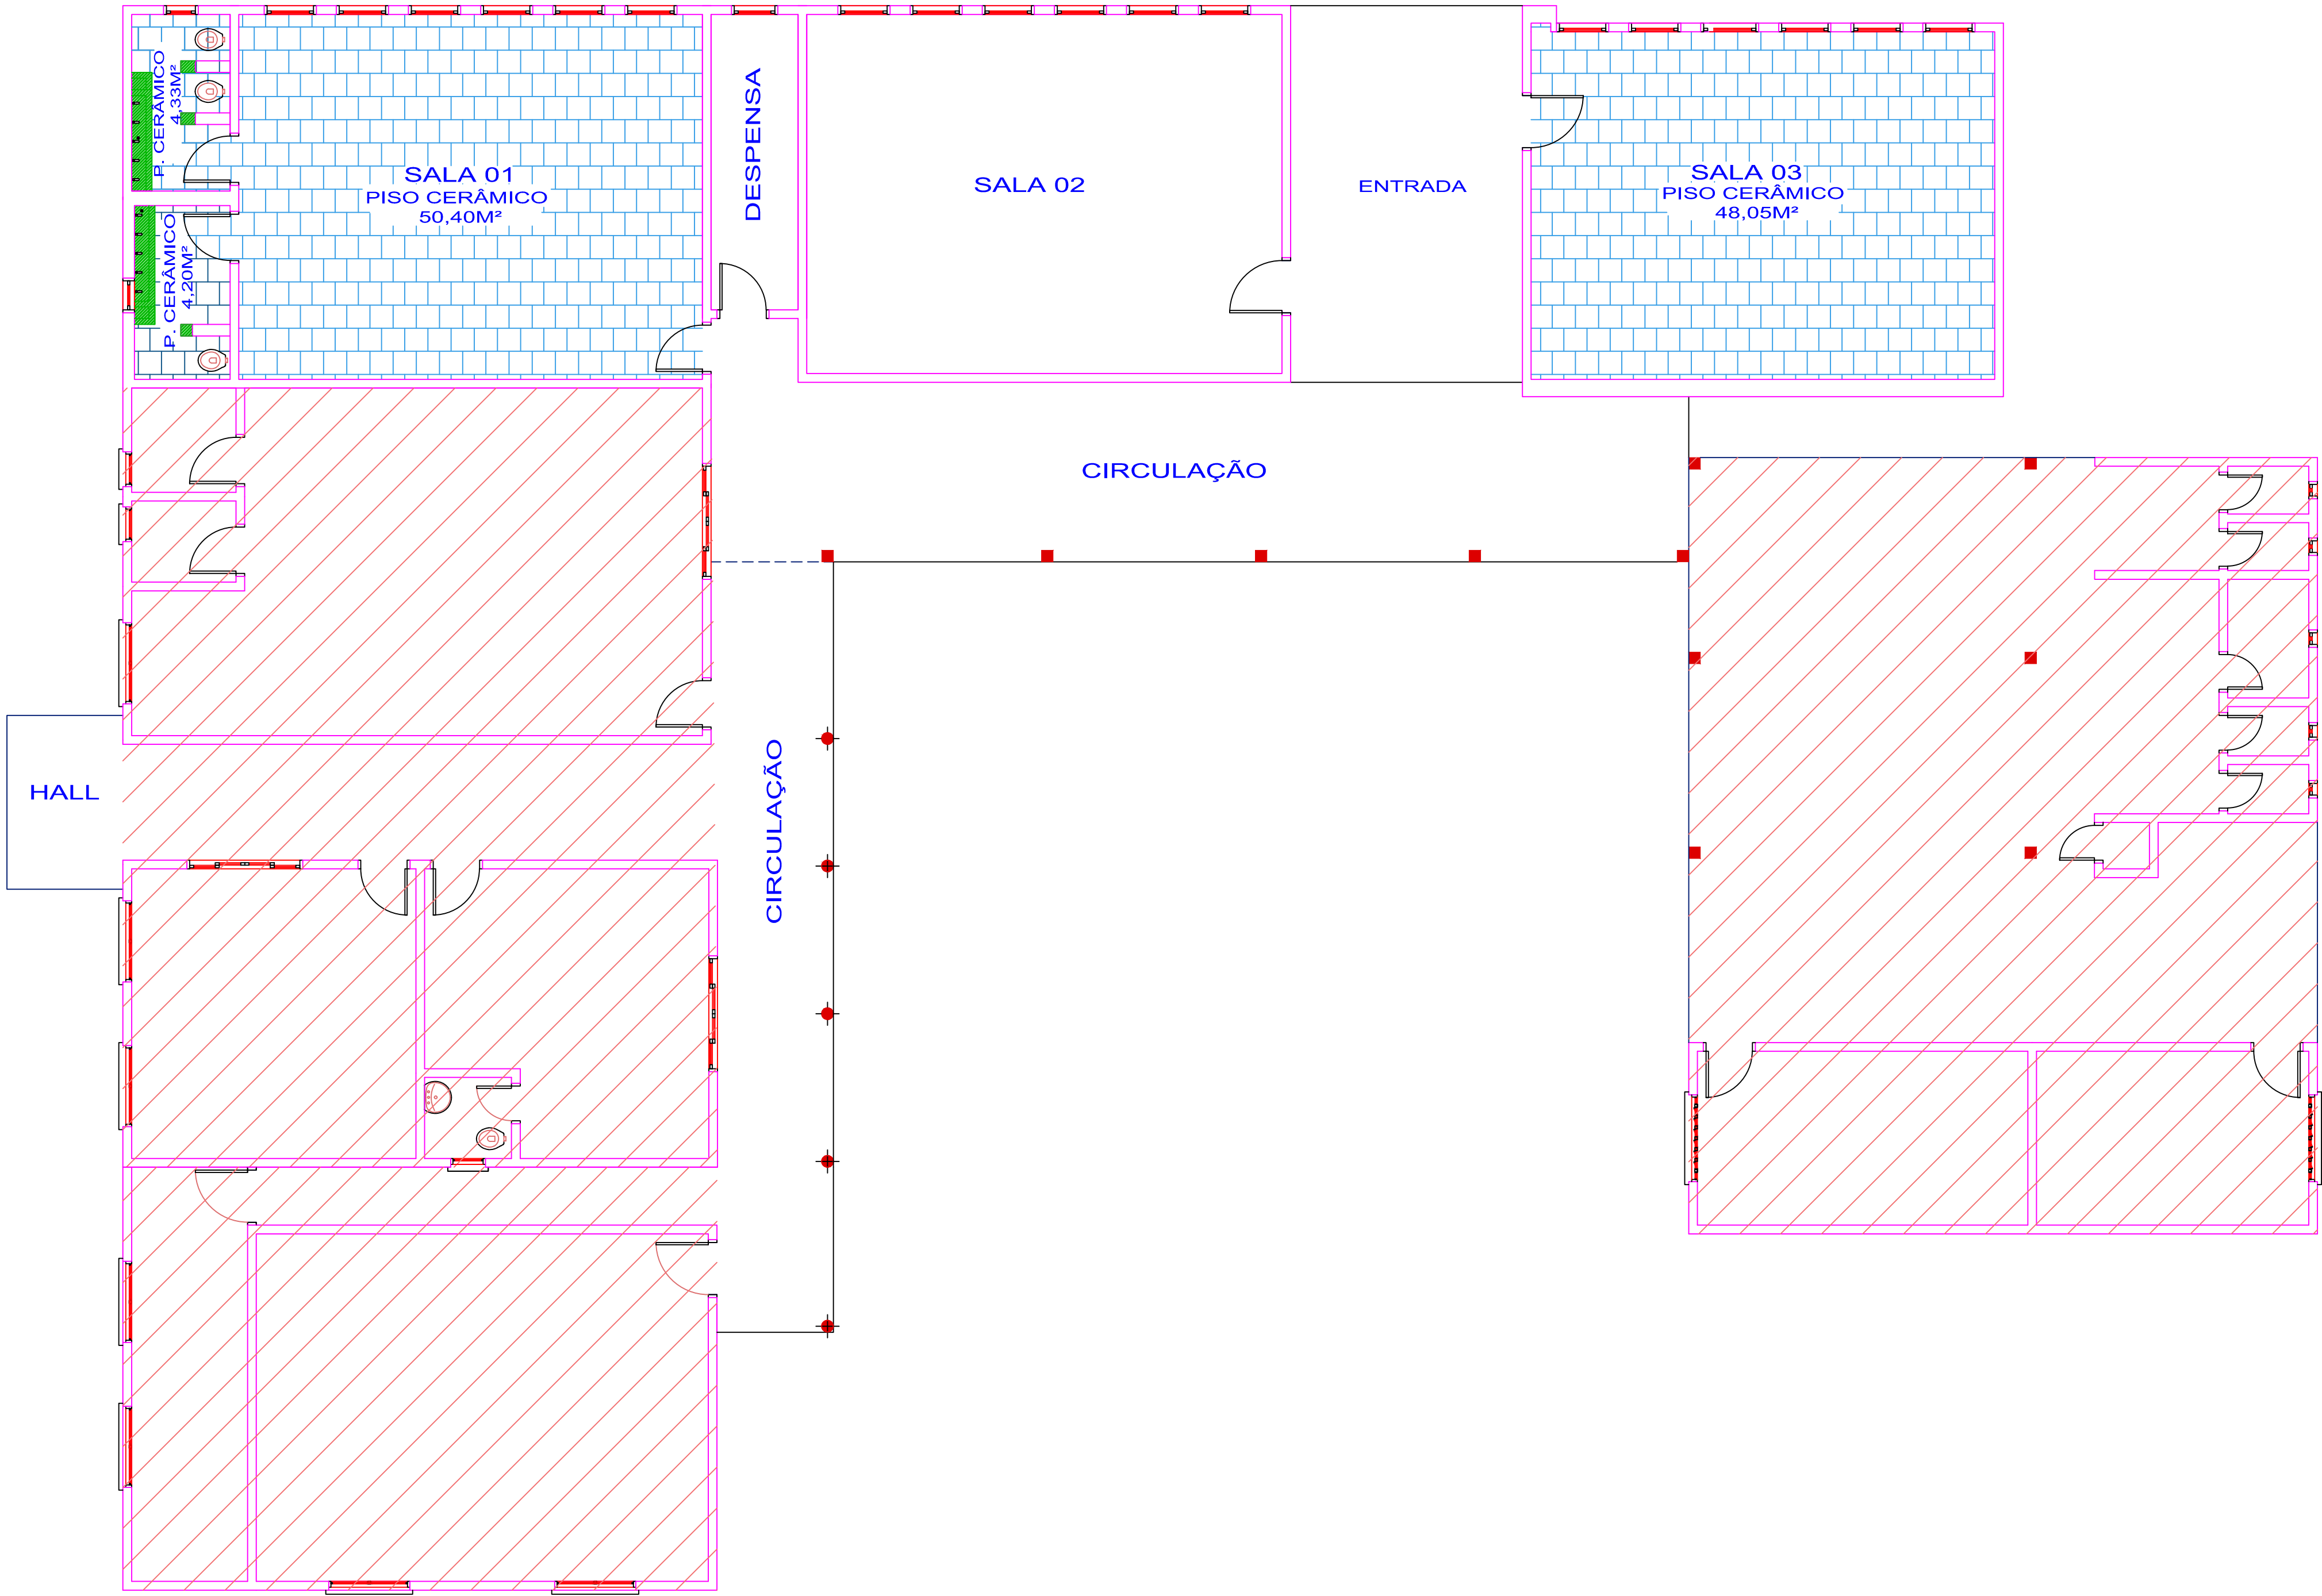 P. CERÂMICO
4,33M²
P. CERÂMICO
4,20M²
SALA 01
PISO CERÂMICO
50,40M²
DESPENSA
SALA 02
ENTRADA
SALA 03
PISO CERÂMICO
48,05M²
CIRCULAÇÃO
HALL
CIRCULAÇÃO